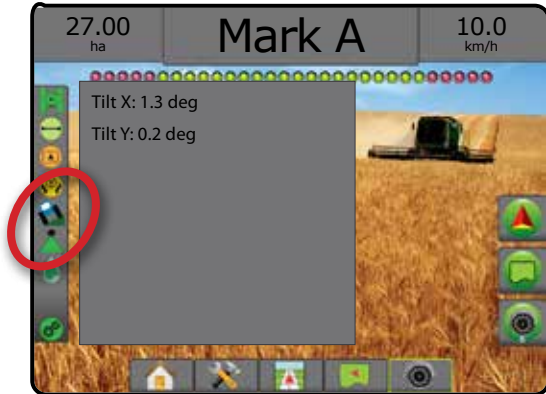 27.00
ha
Mark A
10.0
km/h
Tilt X: 1.3 deg
Tilt Y: 0.2 deg